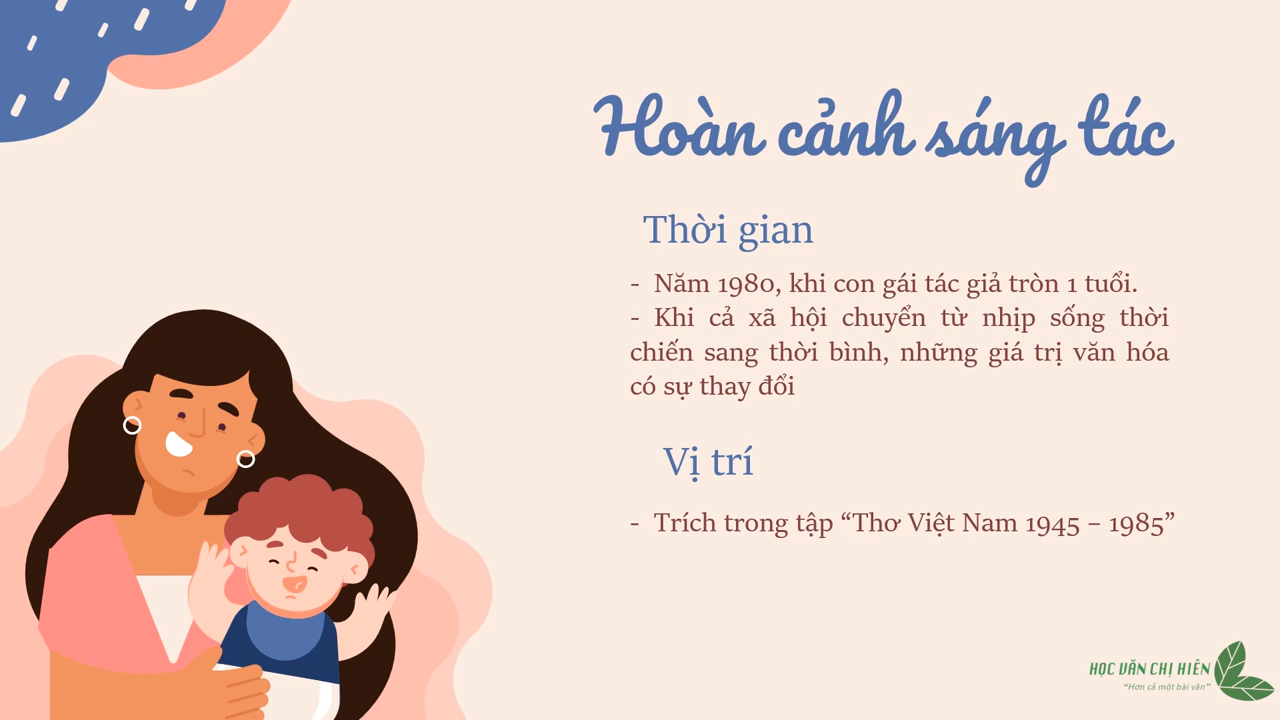 Hoàn cảnh sáng tác
Thời gian
- Năm 1980, khi con gái tác giả tròn 1 tuổi.
- Khi cả xã hội chuyển từ nhịp sống thời
chiến sang thời bình, những giá trị văn hóa
có sự thay đổi
Vị trí
- Trích trong tập “Thơ Việt Nam 1945 – 1985”
HỌC VĂN CHỊ HIÊN
“Hơn cả một bài văn”